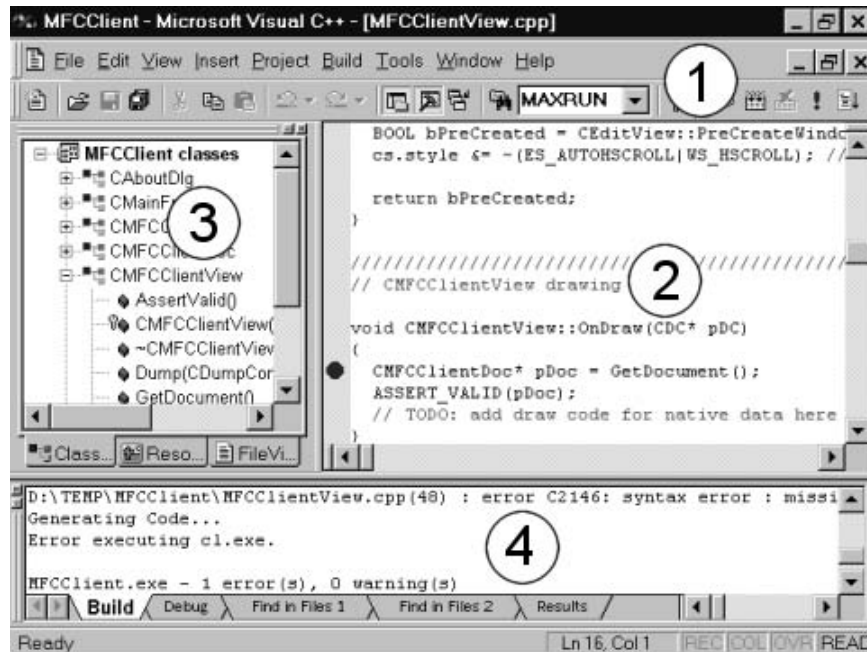 MFCClient - Microsoft Visual C++ - [MFCClientView.cpp]
File Edit View Insert Project Build Tools Window Help
1
MAXRUN
MFCClient classes
CAboutDlg
3
CMFCClientView
AssertValid()
CMFCClientView(
~CMFCClientView
Dump(CDumpCor
GetDocument()
Class... Reso... FileVi...
BOOL bPreCreated = CEditView::PreCreateWindo
cs.style &= ~(ES_AUTOHSCROLL|WS_HSCROLL); //
return bPreCreated;
}
////////////////////////////////////////////
// CMFCClientView drawing
2
void CMFCClientView::OnDraw(CDC* pDC)
{
CMFCClientDoc* pDoc = GetDocument();
ASSERT_VALID(pDoc);
// TODO: add draw code for native data here
}
D:\TEMP\MFCClient\MFCClientView.cpp(48) : error C2146: syntax error : missi
Generating Code...
Error executing cl.exe.
4
MFCClient.exe - 1 error(s), 0 warning(s)
Build Debug Find in Files 1 Find in Files 2 Results
Ready Ln 16, Col 1 REC COL OVR READ